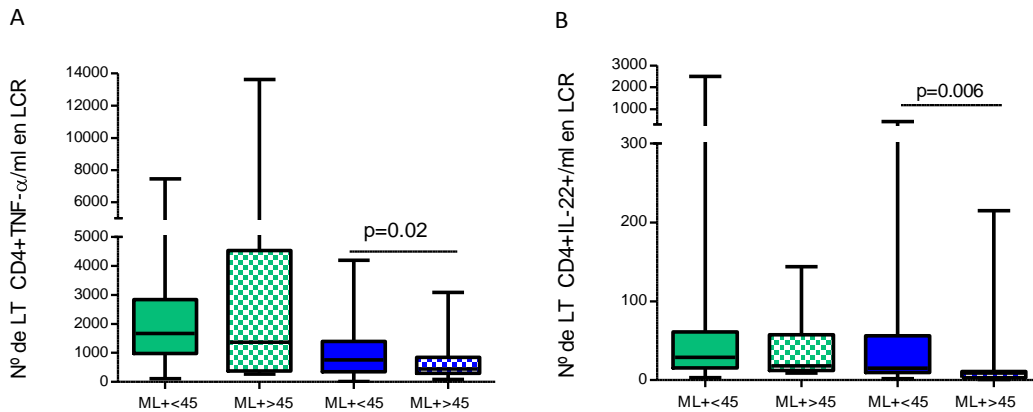 A
Nº de LT CD4+TNF-α/ml en LCR
14000
12000
10000
8000
6000
5000
4000
3000
2000
1000
0
p=0.02
ML+<45
ML+>45
ML+<45
ML+>45
B
Nº de LT CD4+IL-22+/ml en LCR
3000
2000
1000
300
200
100
0
p=0.006
ML+<45
ML+>45
ML+<45
ML+>45